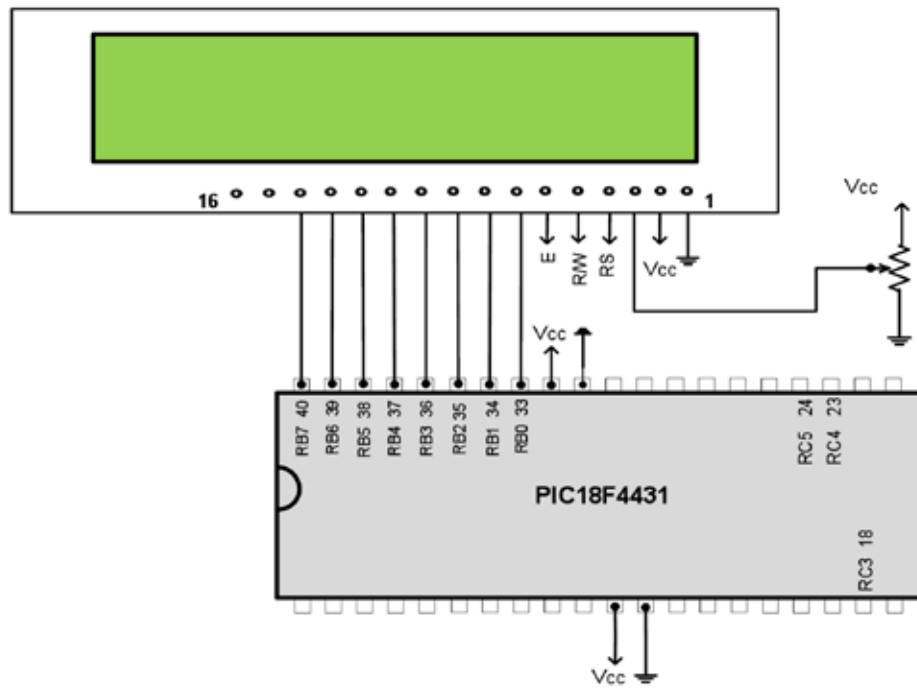 16
1
E
R/W
RS
Vcc
Vcc
Vcc
RB7 40
RB6 39
RB5 38
RB4 37
RB3 36
RB2 35
RB1 34
RB0 33
RC5 24
RC4 23
PIC18F4431
RC3 18
Vcc